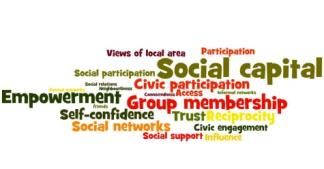 Views of local area Participation
Social participation Social capital
Social relations Civic participation
Neighbourliness
Formal networks Connectedness Access Informal networks
Empowerment Group membership
Friends
Self-confidence Trust Reciprocity
Social networks Civic engagement
Social support Influence